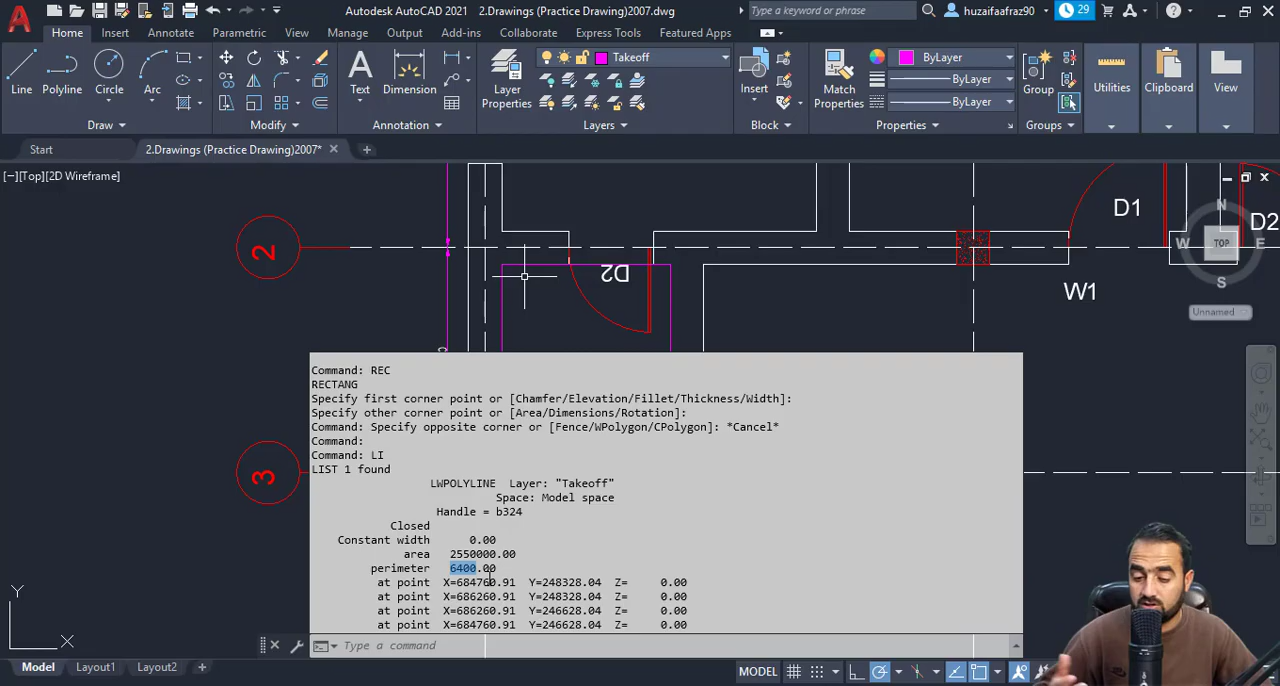 Autodesk AutoCAD 2021 2.Drawings (Practice Drawing)2007.dwg
Type a keyword or phrase
huzaifaafraz90
29
Home Insert Annotate Parametric View Manage Output Add-ins Collaborate Express Tools Featured Apps
Takeoff
ByLayer
ByLayer
ByLayer
Line Polyline Circle Arc
Text Dimension
Layer Properties
Insert
Match Properties
Group
Utilities
Clipboard
View
Draw Modify Annotation Layers Block Properties Groups
Start 2.Drawings (Practice Drawing)2007*
[−][Top][2D Wireframe]
D1
D2
N
W TOP E
S
Unnamed
2
D2
W1
3
Command: REC
RECTANG
Specify first corner point or [Chamfer/Elevation/Fillet/Thickness/Width]:
Specify other corner point or [Area/Dimensions/Rotation]:
Command: Specify opposite corner or [Fence/WPolygon/CPolygon]: *Cancel*
Command:
Command: LI
LIST 1 found
LWPOLYLINE Layer: "Takeoff"
Space: Model space
Handle = b324
Closed
Constant width 0.00
area 2550000.00
perimeter 6400.00
at point X=684760.91 Y=248328.04 Z= 0.00
at point X=686260.91 Y=248328.04 Z= 0.00
at point X=686260.91 Y=246628.04 Z= 0.00
at point X=684760.91 Y=246628.04 Z= 0.00
Type a command
Y
X
Model Layout1 Layout2
MODEL